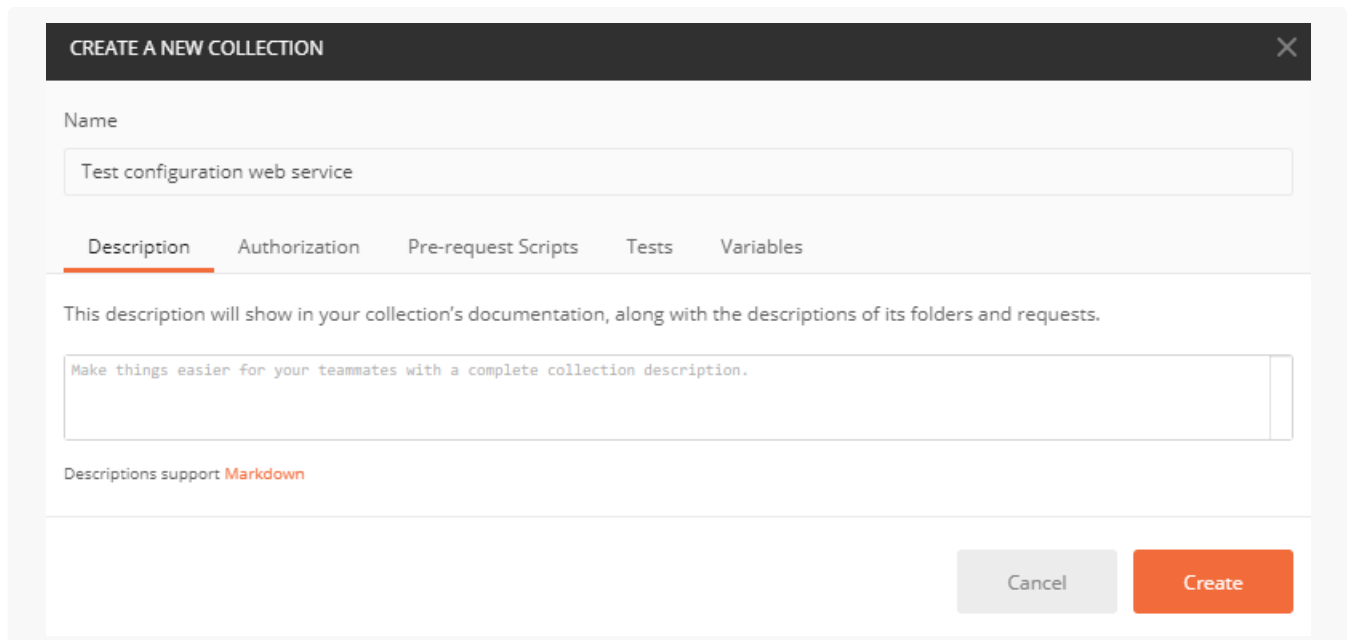 CREATE A NEW COLLECTION
Name
Test configuration web service
Description Authorization Pre-request Scripts Tests Variables
This description will show in your collection’s documentation, along with the descriptions of its folders and requests.
Make things easier for your teammates with a complete collection description.
Descriptions support Markdown
Cancel Create